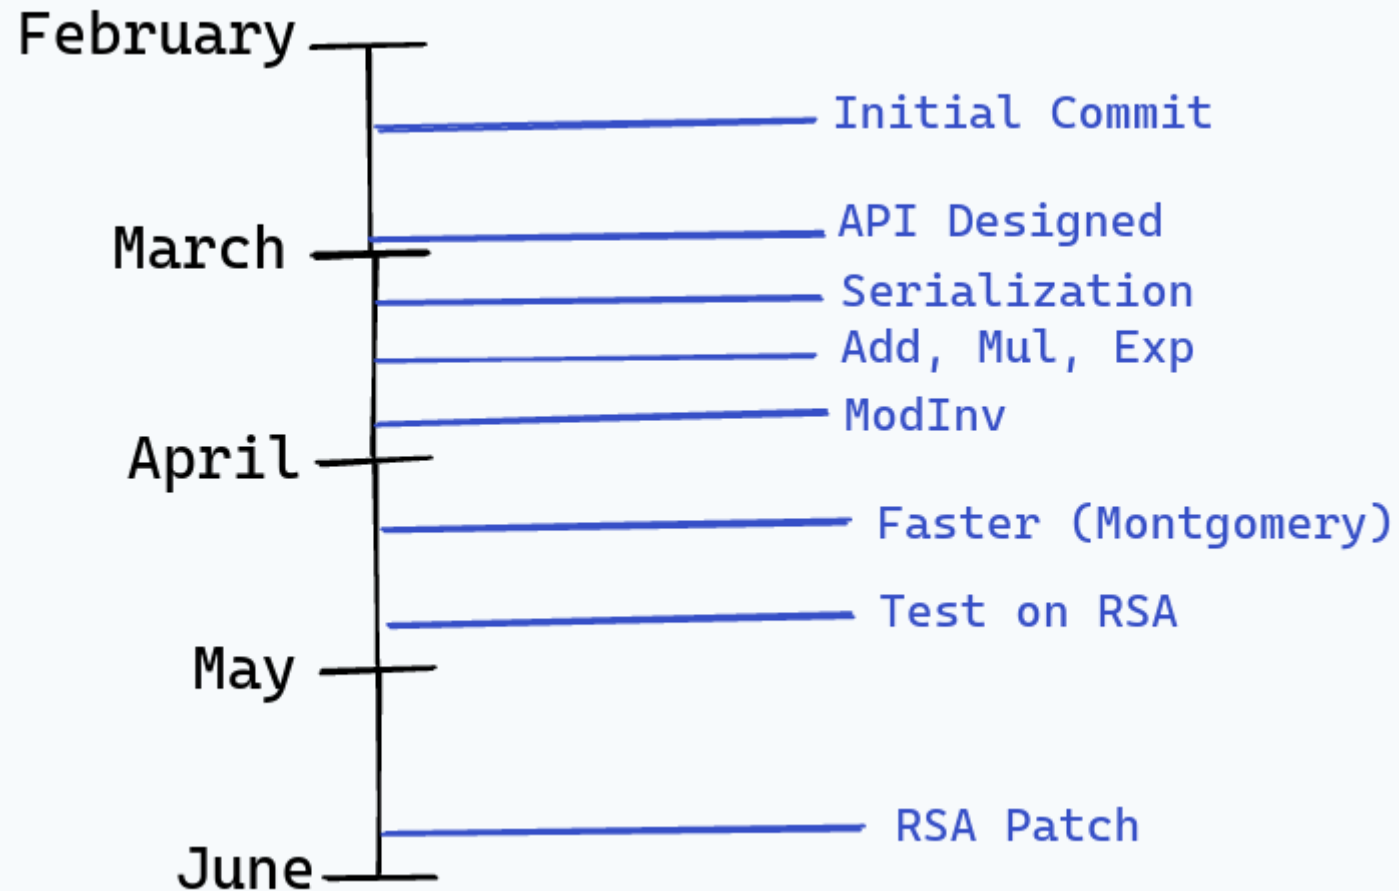 February
Initial Commit
API Designed
March
Serialization
Add, Mul, Exp
ModInv
April
Faster (Montgomery)
Test on RSA
May
RSA Patch
June